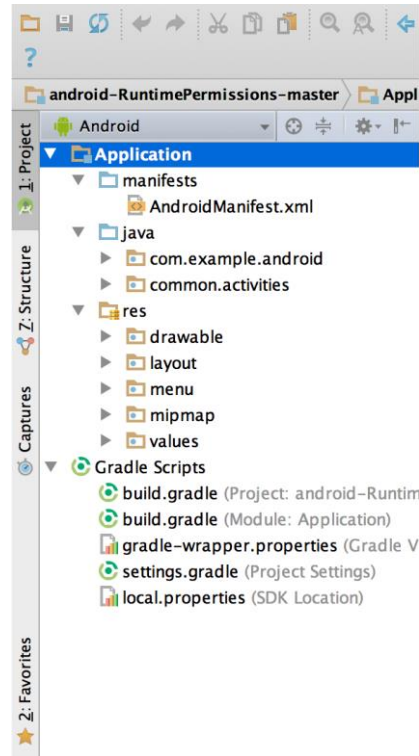 ?
android-RuntimePermissions-master
Appl
Android
Application
manifests
AndroidManifest.xml
java
com.example.android
common.activities
res
drawable
layout
menu
mipmap
values
Gradle Scripts
build.gradle (Project: android-Runtim
build.gradle (Module: Application)
gradle-wrapper.properties (Gradle V
settings.gradle (Project Settings)
local.properties (SDK Location)
1: Project
7: Structure
Captures
2: Favorites